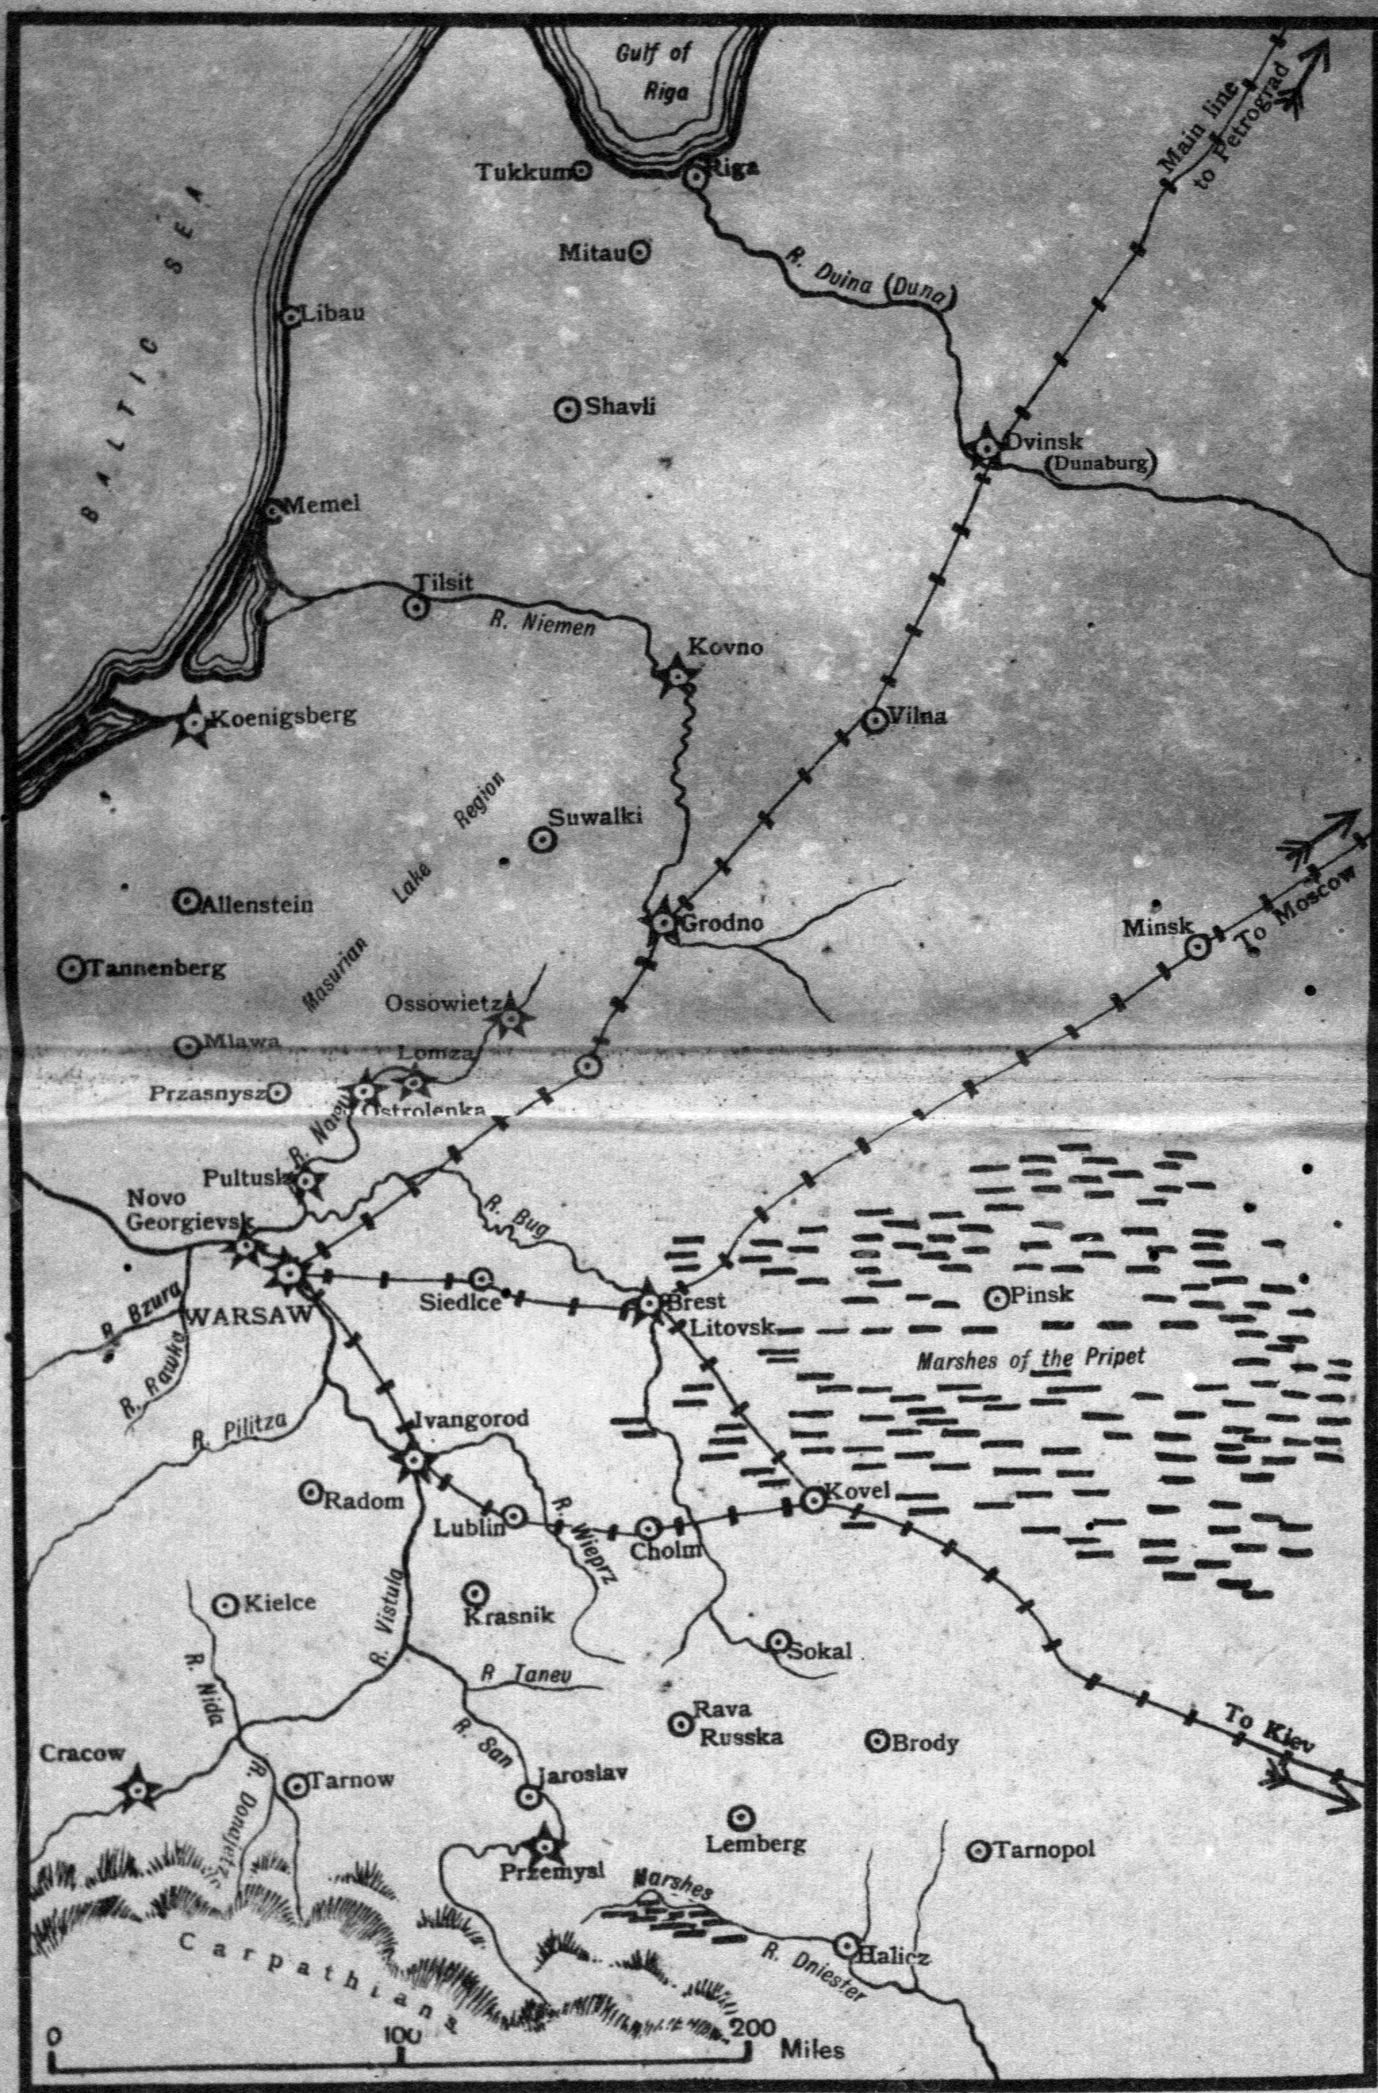 Gulf of
Riga
Main line
to Petrograd
Tukkum
Riga
BALTIC SEA
Mitau
R. Duina (Duna)
Libau
Shavli
Dvinsk
(Dunaburg)
Memel
Tilsit
R. Niemen
Kovno
Koenigsberg
Vilna
Masurian Lake Region
Suwalki
To Moscow
Allenstein
Grodno
Minsk
Tannenberg
Ossowietz
Mlawa
Lomza
Przasnysz
Ostrolenka
R. Narew
Pultusk
Novo
Georgievsk
R. Bug
R. Bzura
WARSAW
Siedlce
Brest
Litovsk
Pinsk
Marshes of the Pripet
R. Rawka
R. Pilitza
Ivangorod
Radom
Lublin
R. Wieprz
Cholm
Kovel
Kielce
R. Vistula
Krasnik
Sokal
R. Nida
R Taneu
Rava
Russka
Brody
To Kiev
R. San
Cracow
Tarnow
R. Donajetz
Jaroslav
Lemberg
Tarnopol
Przemysl
Marshes
Halicz
R. Dniester
Carpathians
0 100 200 Miles